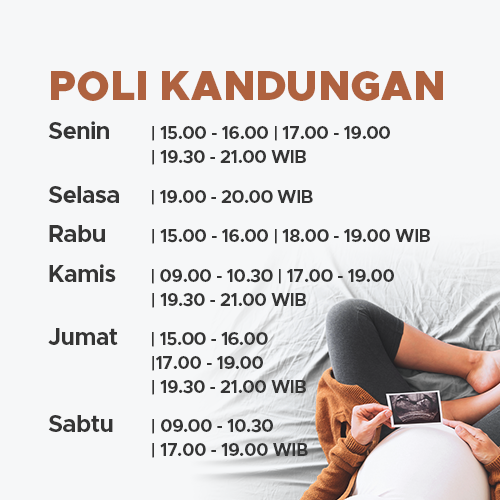 POLI KANDUNGAN
Senin | 15.00 - 16.00 | 17.00 - 19.00
| 19.30 - 21.00 WIB
Selasa | 19.00 - 20.00 WIB
Rabu | 15.00 - 16.00 | 18.00 - 19.00 WIB
Kamis | 09.00 - 10.30 | 17.00 - 19.00
| 19.30 - 21.00 WIB
Jumat | 15.00 - 16.00
|17.00 - 19.00
| 19.30 - 21.00 WIB
Sabtu | 09.00 - 10.30
| 17.00 - 19.00 WIB